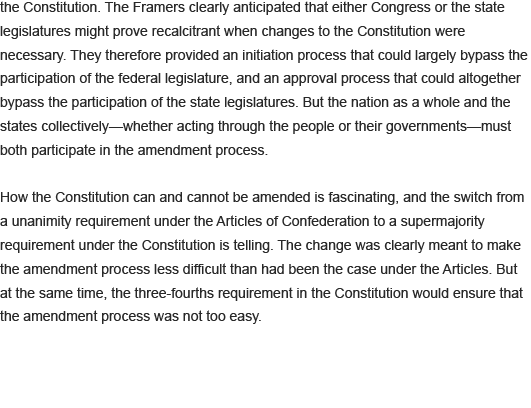 the Constitution. The Framers clearly anticipated that either Congress or the state
legislatures might prove recalcitrant when changes to the Constitution were
necessary. They therefore provided an initiation process that could largely bypass the
participation of the federal legislature, and an approval process that could altogether
bypass the participation of the state legislatures. But the nation as a whole and the
states collectively—whether acting through the people or their governments—must
both participate in the amendment process.
How the Constitution can and cannot be amended is fascinating, and the switch from
a unanimity requirement under the Articles of Confederation to a supermajority
requirement under the Constitution is telling. The change was clearly meant to make
the amendment process less difficult than had been the case under the Articles. But
at the same time, the three-fourths requirement in the Constitution would ensure that
the amendment process was not too easy.